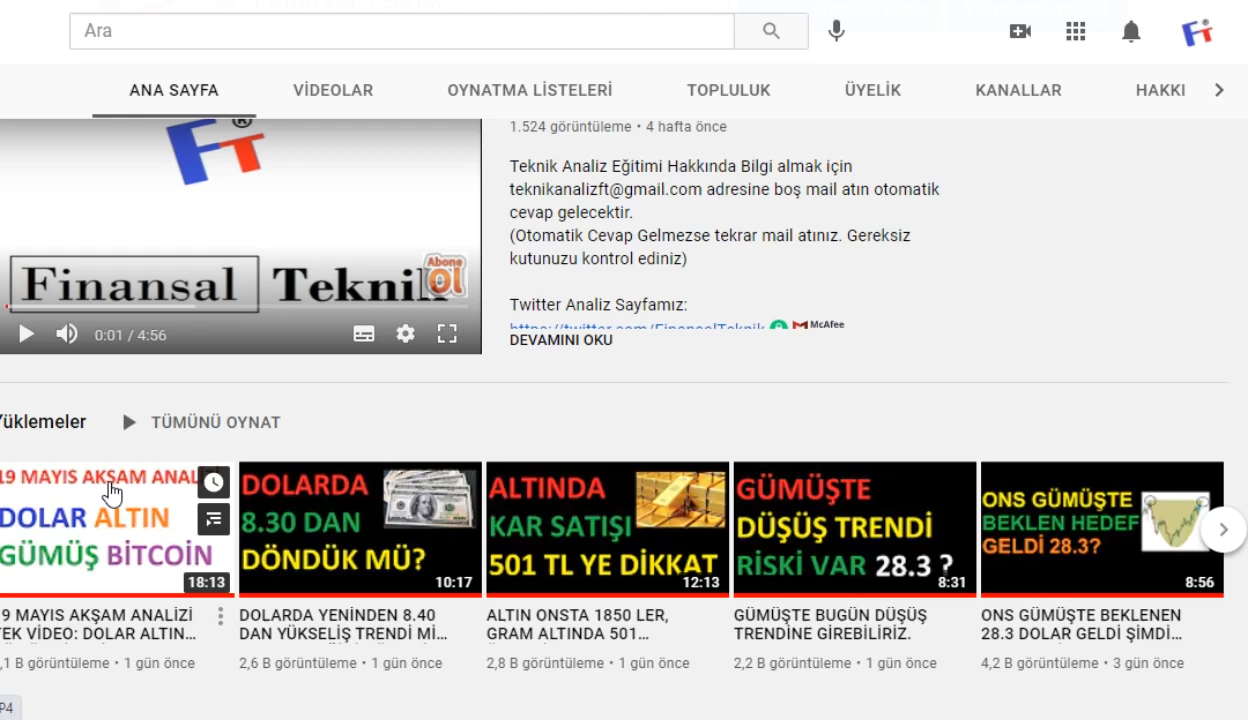 Ara
FT
ANA SAYFA VİDEOLAR OYNATMA LİSTELERİ TOPLULUK ÜYELİK KANALLAR HAKKI
FT®
1.524 görüntüleme • 4 hafta önce
Teknik Analiz Eğitimi Hakkında Bilgi almak için
teknikanalizft@gmail.com adresine boş mail atın otomatik
cevap gelecektir.
(Otomatik Cevap Gelmezse tekrar mail atınız. Gereksiz
kutunuzu kontrol ediniz)
Twitter Analiz Sayfamız:
https://twitter.com/FinansalTeknik McAfee
DEVAMINI OKU
Finansal Teknik
Abone
Ol
0:01 / 4:56
Yüklemeler TÜMÜNÜ OYNAT
19 MAYIS AKŞAM ANALİ
DOLAR ALTIN
GÜMÜŞ BİTCOİN
18:13
DOLARDA
8.30 DAN
DÖNDÜK MÜ?
10:17
ALTINDA
KAR SATIŞI
501 TL YE DİKKAT
12:13
GÜMÜŞTE
DÜŞÜŞ TRENDİ
RİSKİ VAR 28.3 ?
8:31
ONS GÜMÜŞTE
BEKLEN HEDEF
GELDİ 28.3?
8:56
9 MAYIS AKŞAM ANALİZİ
TEK VİDEO: DOLAR ALTIN...
,1 B görüntüleme • 1 gün önce
DOLARDA YENİNDEN 8.40
DAN YÜKSELİŞ TRENDİ Mİ...
2,6 B görüntüleme • 1 gün önce
ALTIN ONSTA 1850 LER,
GRAM ALTINDA 501...
2,8 B görüntüleme • 1 gün önce
GÜMÜŞTE BUGÜN DÜŞÜŞ
TRENDİNE GİREBİLİRİZ.
2,2 B görüntüleme • 1 gün önce
ONS GÜMÜŞTE BEKLENEN
28.3 DOLAR GELDİ ŞİMDİ...
4,2 B görüntüleme • 3 gün önce
P4